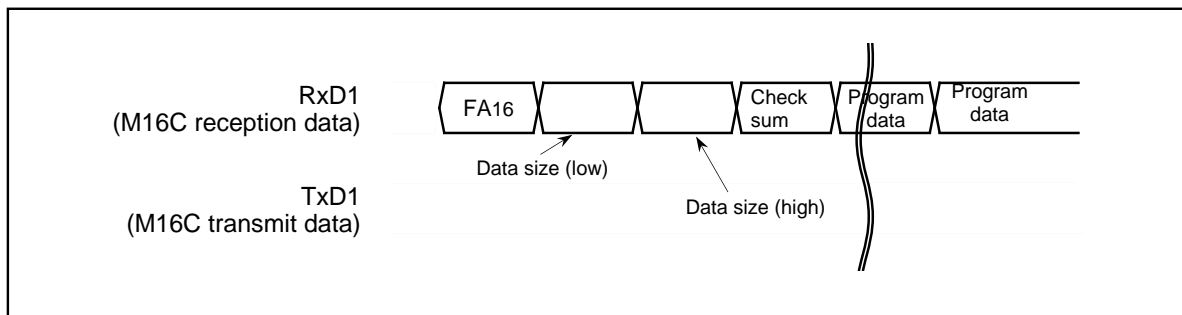 RxD1
(M16C reception data)
FA16
Check
sum
Program
data
Program
data
Data size (low)
Data size (high)
TxD1
(M16C transmit data)